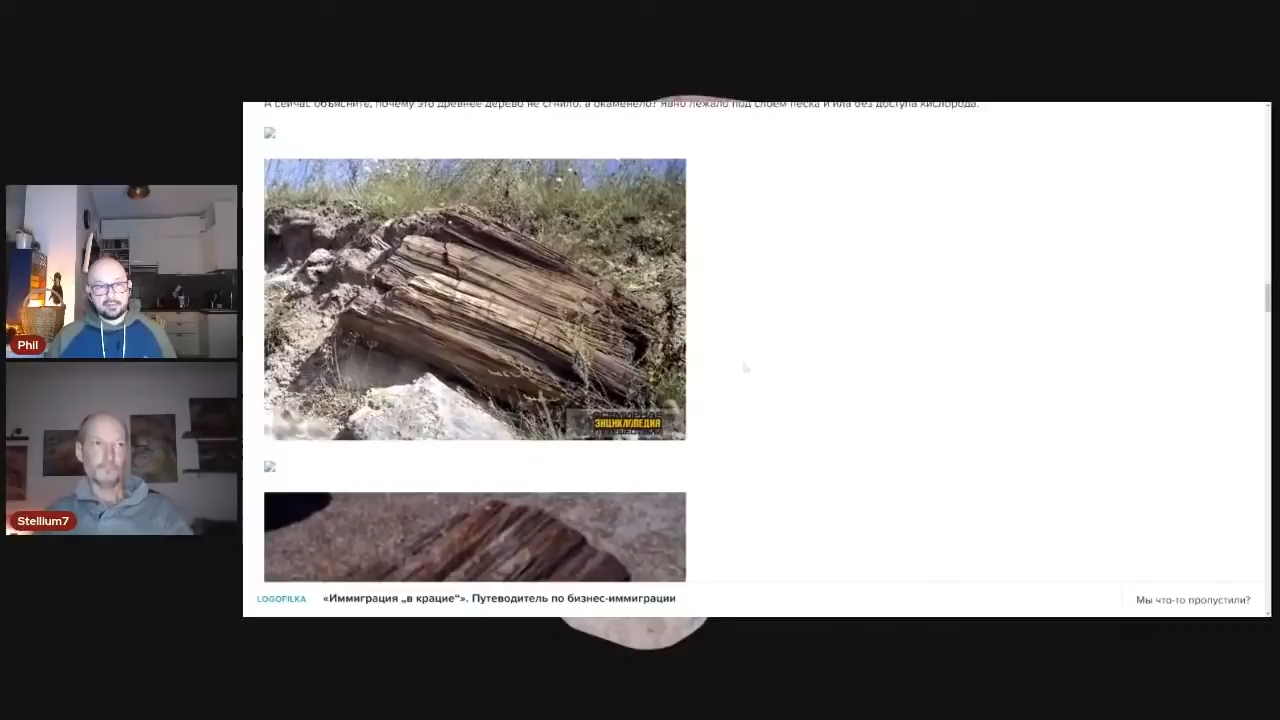 А сейчас объясните, почему это древнее дерево не сгнило, а окаменело? Явно лежало под слоем песка и ила без доступа кислорода.
Phil
ЭНЦИКЛОПЕДИЯ
Stellium7
LOGOFILKA
«Иммиграция „в крацие“». Путеводитель по бизнес-иммиграции
Мы что-то пропустили?